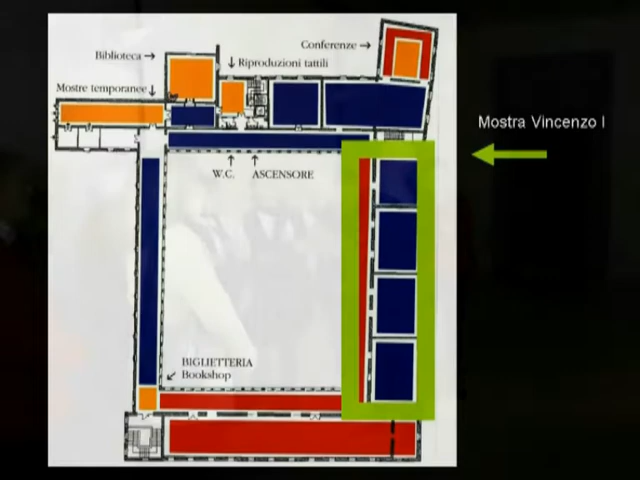 Conferenze →
Biblioteca →
↓ Riproduzioni tattili
Mostre temporanee ↓
Mostra Vincenzo I
W.C.
ASCENSORE
BIGLIETTERIA
Bookshop